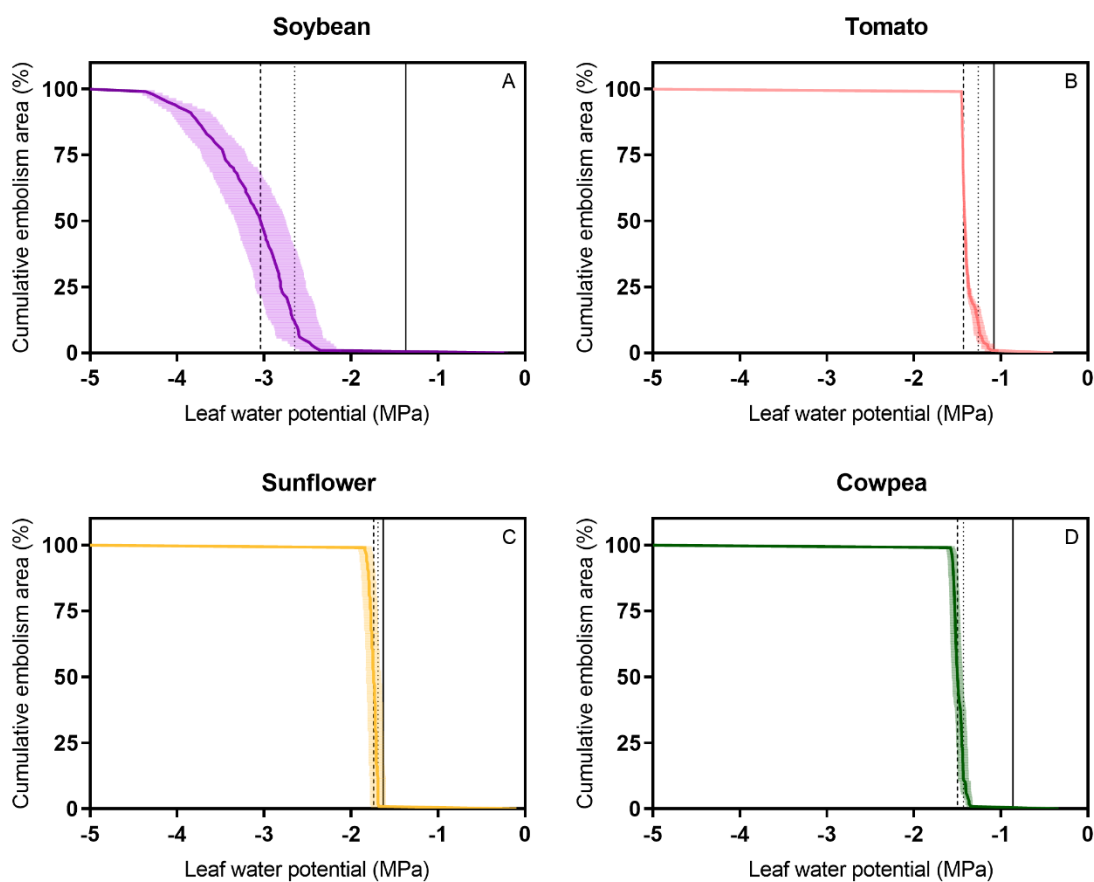 Soybean
A
Cumulative embolism area (%)
100
75
50
25
0
-5 -4 -3 -2 -1 0
Leaf water potential (MPa)
Tomato
B
Cumulative embolism area (%)
100
75
50
25
0
-5 -4 -3 -2 -1 0
Leaf water potential (MPa)
Sunflower
C
Cumulative embolism area (%)
100
75
50
25
0
-5 -4 -3 -2 -1 0
Leaf water potential (MPa)
Cowpea
D
Cumulative embolism area (%)
100
75
50
25
0
-5 -4 -3 -2 -1 0
Leaf water potential (MPa)